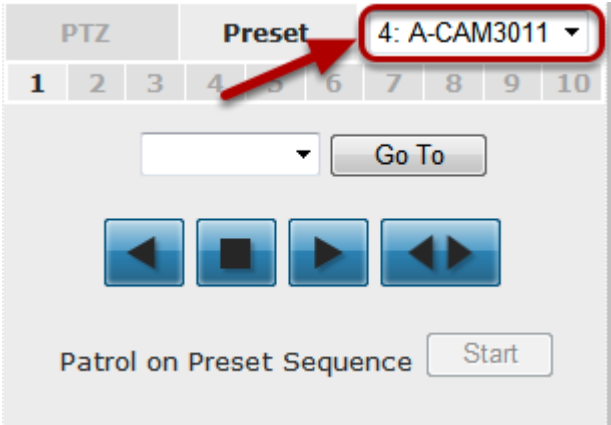 PTZ Preset 4: A-CAM3011
1 2 3 4 5 6 7 8 9 10
Go To
Patrol on Preset Sequence Start